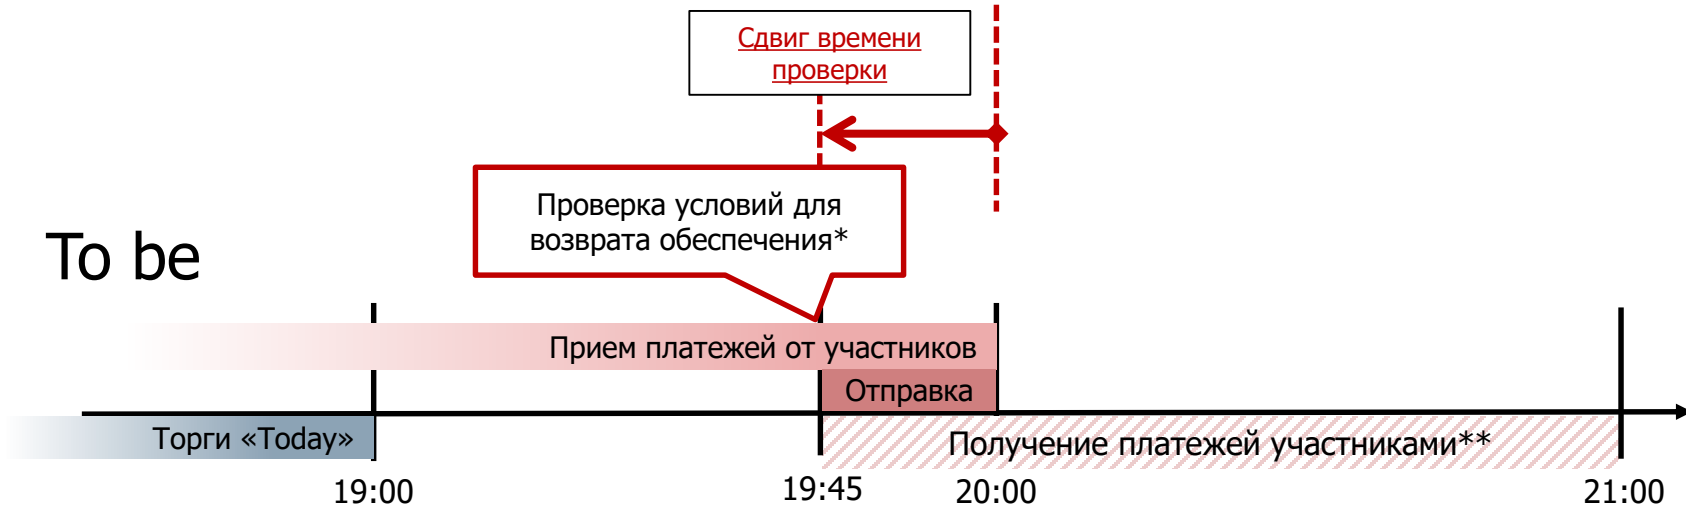 Сдвиг времени
проверки
Проверка условий для
возврата обеспечения*
To be
Прием платежей от участников
Отправка
Торги «Today»
Получение платежей участниками**
19:00
19:45
20:00
21:00